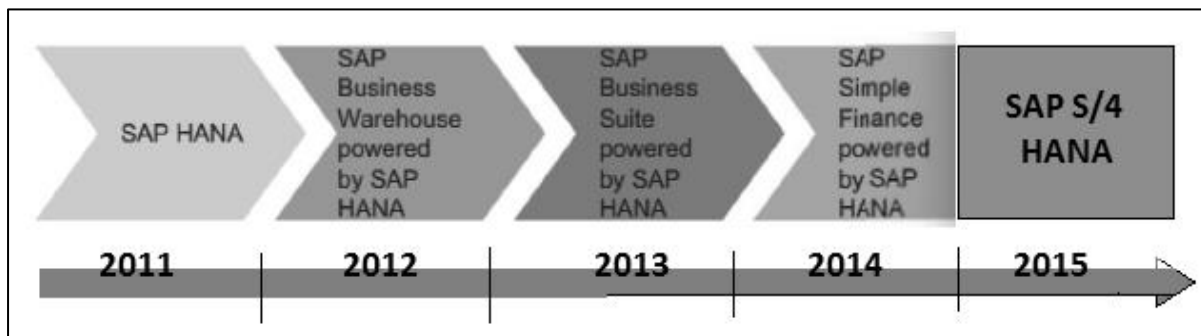 SAP HANA
SAP
Business
Warehouse
powered
by SAP
HANA
SAP
Business
Suite
powered
by SAP
HANA
SAP
Simple
Finance
powered
by SAP
HANA
SAP S/4
HANA
2011
2012
2013
2014
2015